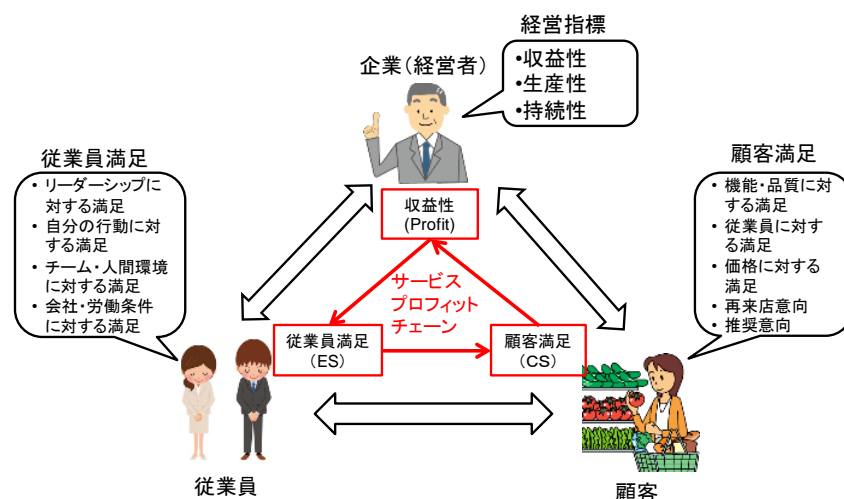 経営指標
•収益性
•生産性
•持続性
企業(経営者)
従業員満足
• リーダーシップに
対する満足
• 自分の行動に対
する満足
• チーム・人間環境
に対する満足
• 会社・労働条件
に対する満足
顧客満足
• 機能・品質に対
する満足
• 従業員に対す
る満足
• 価格に対する
満足
• 再来店意向
• 推奨意向
収益性
(Profit)
サービス
プロフィット
チェーン
従業員満足
(ES)
顧客満足
(CS)
従業員
顧客